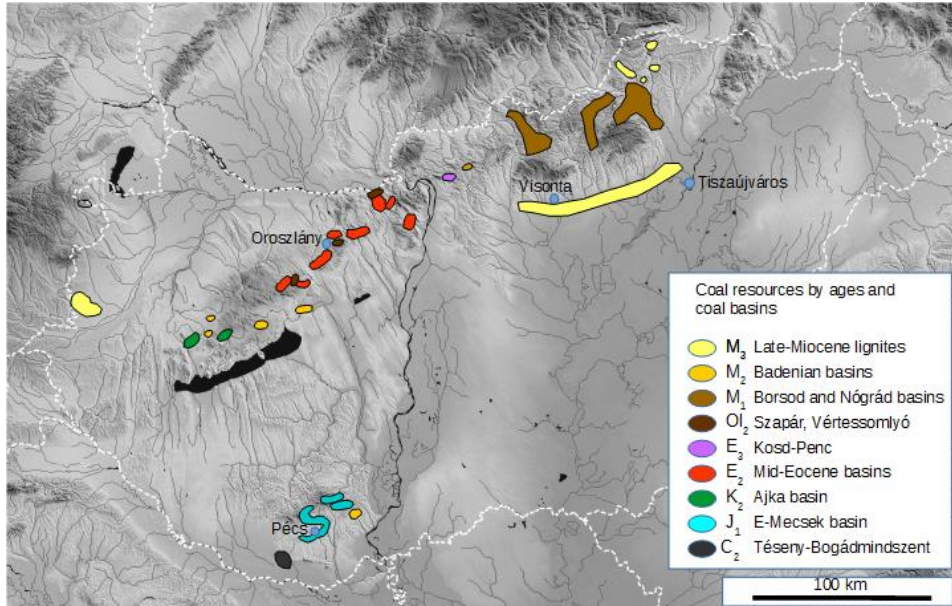 Visonta
Tiszaújváros
Oroszlány
Pécs
Coal resources by ages and
coal basins
M3 Late-Miocene lignites
M2 Badenian basins
M1 Borsod and Nógrád basins
Ol2 Szapár, Vértessomlyó
E3 Kosd-Penc
E2 Mid-Eocene basins
K2 Ajka basin
J1 E-Mecsek basin
C2 Téseny-Bogádmindszent
100 km